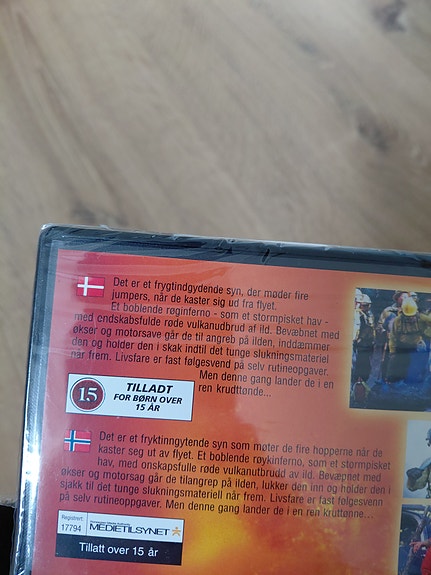 Det er et frygtindgydende syn, der møder fire
jumpers, når de kaster sig ud fra flyet.
Et boblende røginferno - som et stormpisket hav -
med ondskabsfulde røde vulkanudbrud af ild. Bevæbnet med
økser og motorsave går de til angreb på ilden, inddæmmer
den og holder den i skak indtil det tunge slukningsmateriel
når frem. Livsfare er fast følgesvend på selv rutineopgaver.
Men denne gang lander de i en
ren krudttønde...
15
TILLADT
FOR BØRN OVER
15 ÅR
Det er et fryktinngytende syn som møter de fire hopperne når de
kaster seg ut av flyet. Et boblende røykinferno, som et stormpisket
hav, med onskapsfulle røde vulkanutbrudd av ild. Bevæpnet med
økser og motorsag går de tilangrep på ilden, lukker den inn og holder den i
sjakk til det tunge slukningsmateriell når frem. Livsfare er fast følgesvenn
på selv rutineoppgaver. Men denne gang lander de i en ren kruttønne...
Registrert:
17794
MEDIETILSYNET
Tillatt over 15 år